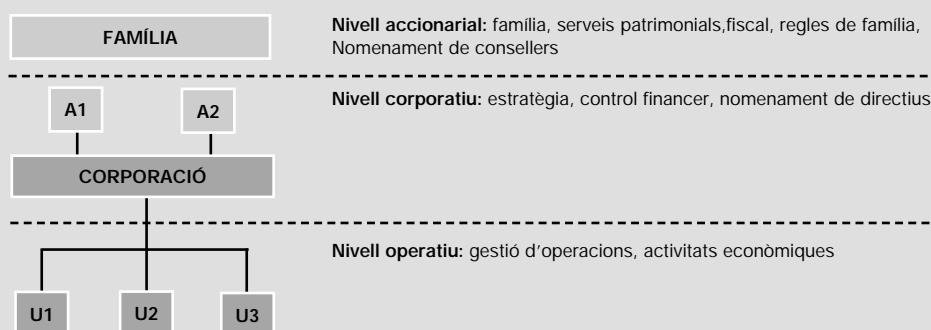 FAMÍLIA
Nivell accionarial: família, serveis patrimonials,fiscal, regles de família,
Nomenament de consellers
A1
A2
Nivell corporatiu: estratègia, control financer, nomenament de directius
CORPORACIÓ
Nivell operatiu: gestió d'operacions, activitats econòmiques
U1
U2
U3